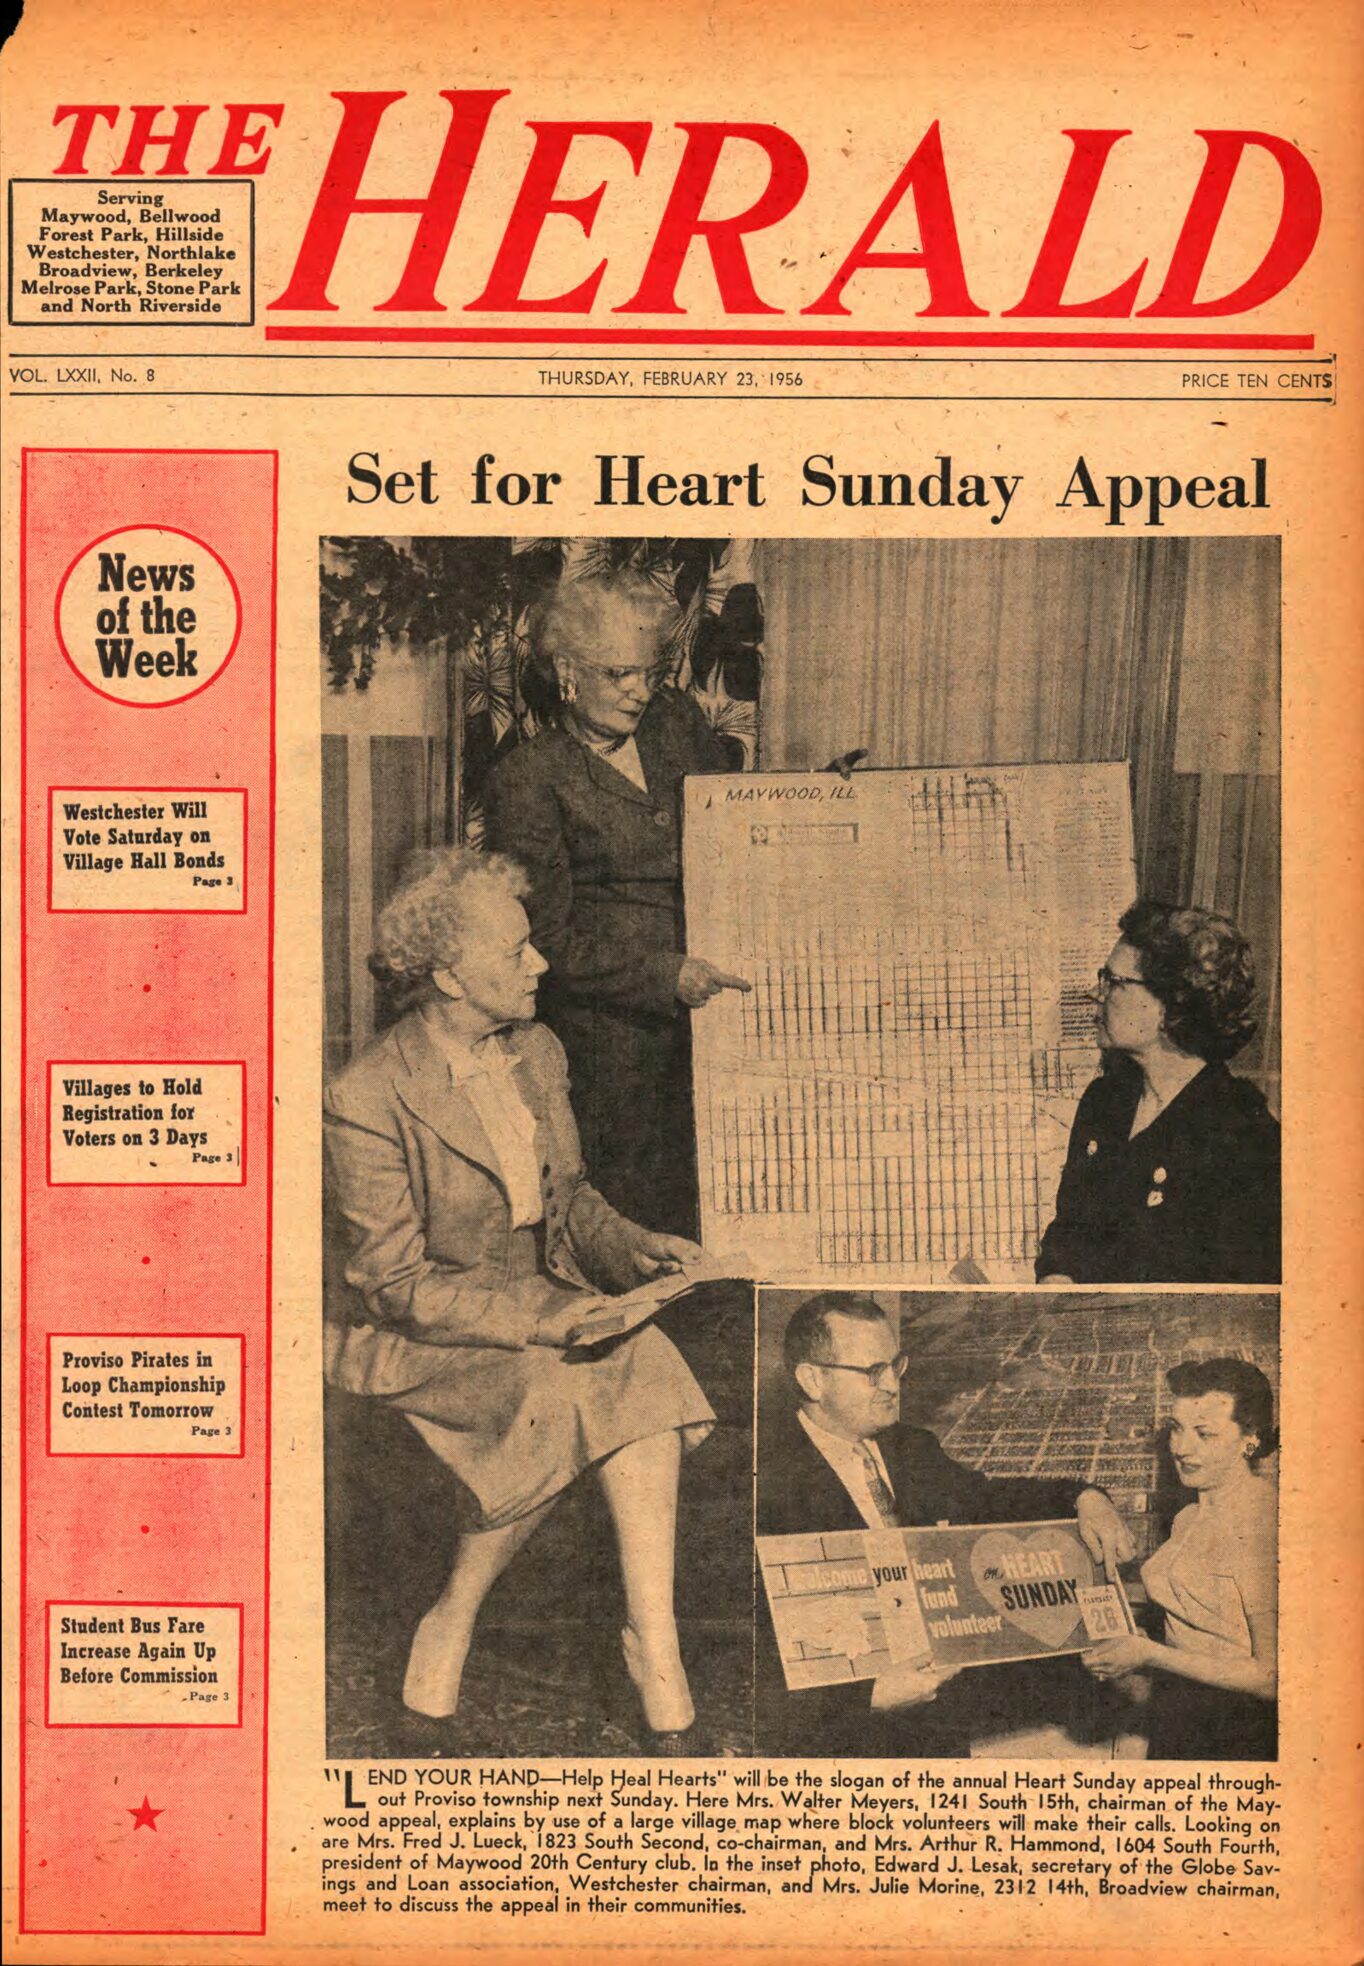 THE HERALD
Serving
Maywood, Bellwood
Forest Park, Hillside
Westchester, Northlake
Broadview, Berkeley
Melrose Park, Stone Park
and North Riverside
VOL. LXXII, No. 8
THURSDAY, FEBRUARY 23, 1956
PRICE TEN CENTS
News
of the
Week
Westchester Will
Vote Saturday on
Village Hall Bonds
Page 3
Villages to Hold
Registration for
Voters on 3 Days
Page 3
Proviso Pirates in
Loop Championship
Contest Tomorrow
Page 3
Student Bus Fare
Increase Again Up
Before Commission
Page 3
Set for Heart Sunday Appeal
MAYWOOD, ILL
welcome your heart
fund
volunteer
on HEART
SUNDAY
FEBRUARY
26
"LEND YOUR HAND—Help Heal Hearts" will be the slogan of the annual Heart Sunday appeal through-
out Proviso township next Sunday. Here Mrs. Walter Meyers, 1241 South 15th, chairman of the May-
wood appeal, explains by use of a large village map where block volunteers will make their calls. Looking on
are Mrs. Fred J. Lueck, 1823 South Second, co-chairman, and Mrs. Arthur R. Hammond, 1604 South Fourth,
president of Maywood 20th Century club. In the inset photo, Edward J. Lesak, secretary of the Globe Sav-
ings and Loan association, Westchester chairman, and Mrs. Julie Morine, 2312 14th, Broadview chairman,
meet to discuss the appeal in their communities.